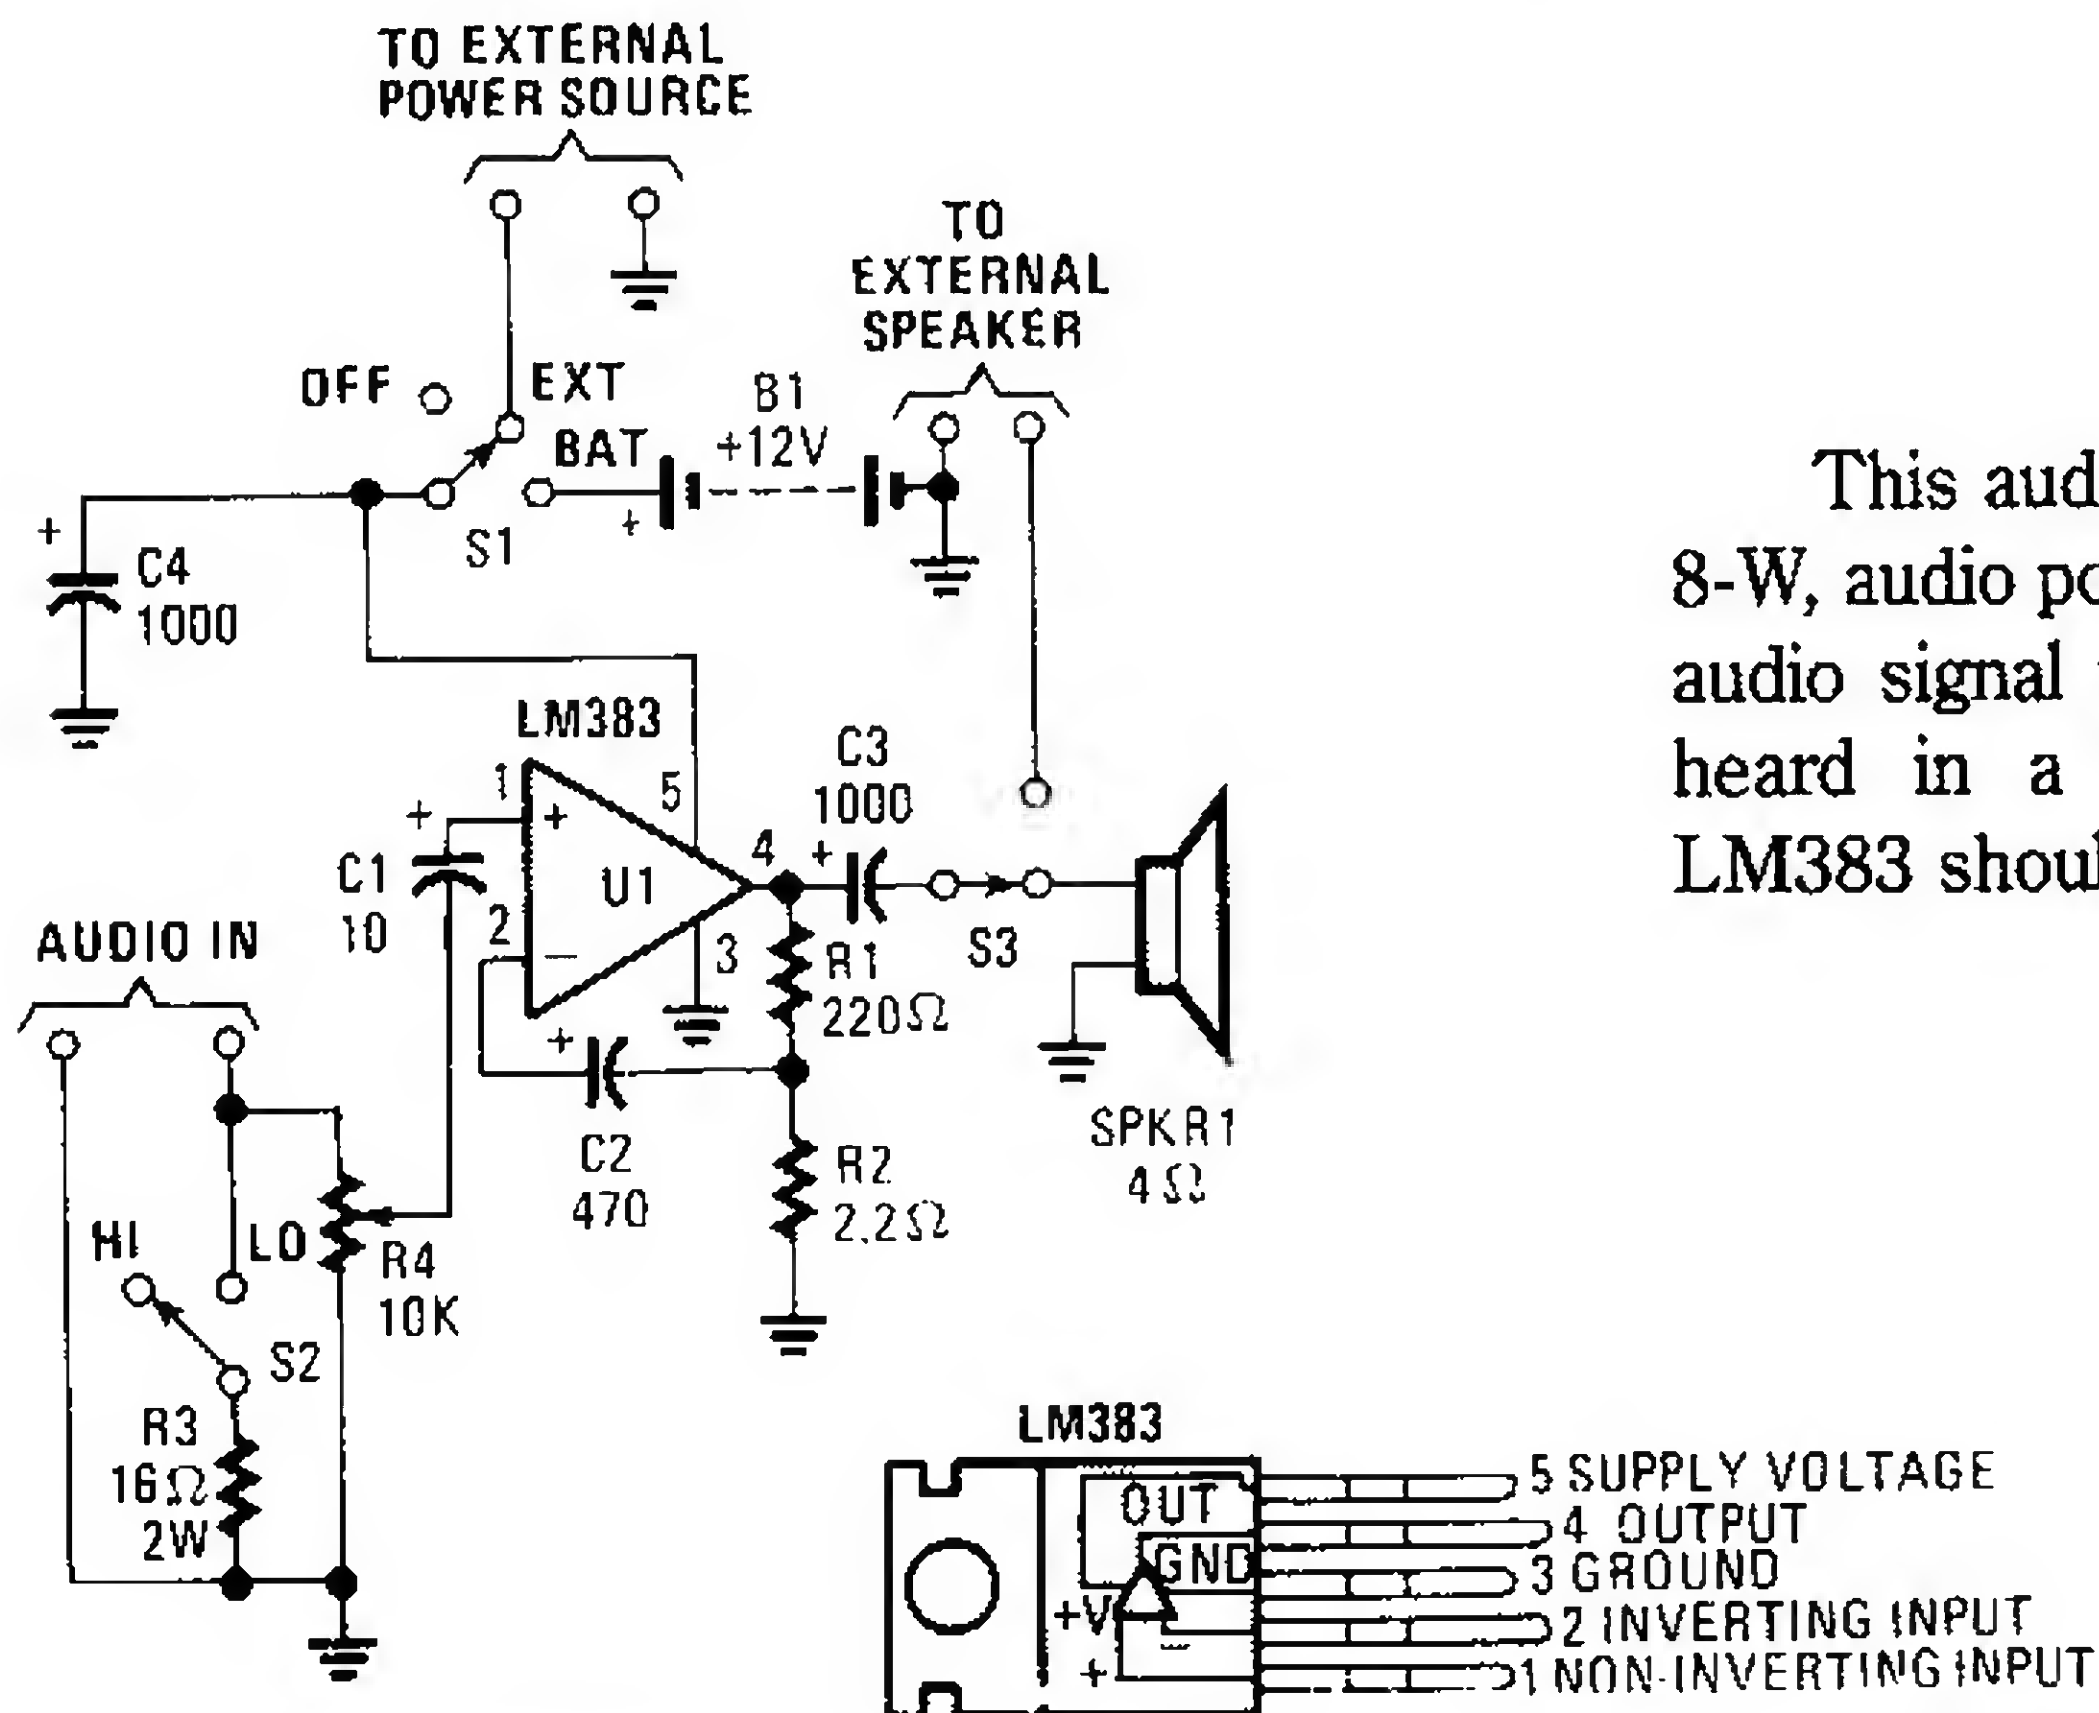 TO EXTERNAL
POWER SOURCE
TO
EXTERNAL
SPEAKER
OFF
EXT
BAT
B1
+12V
+
S1
+
C4
1000
LM383
1
+
5
U1
4
2
−
3
C3
1000
+
S3
+
C1
10
R1
220Ω
+
C2
470
R2
2.2Ω
SPKR1
4Ω
AUDIO IN
HI
LO
R4
10K
S2
R3
16Ω
2W
This aud
8-W, audio po
audio signal
heard in a
LM383 shoul
LM383
OUT
GND
+V
−
+
5 SUPPLY VOLTAGE
4 OUTPUT
3 GROUND
2 INVERTING INPUT
1 NON-INVERTING INPUT